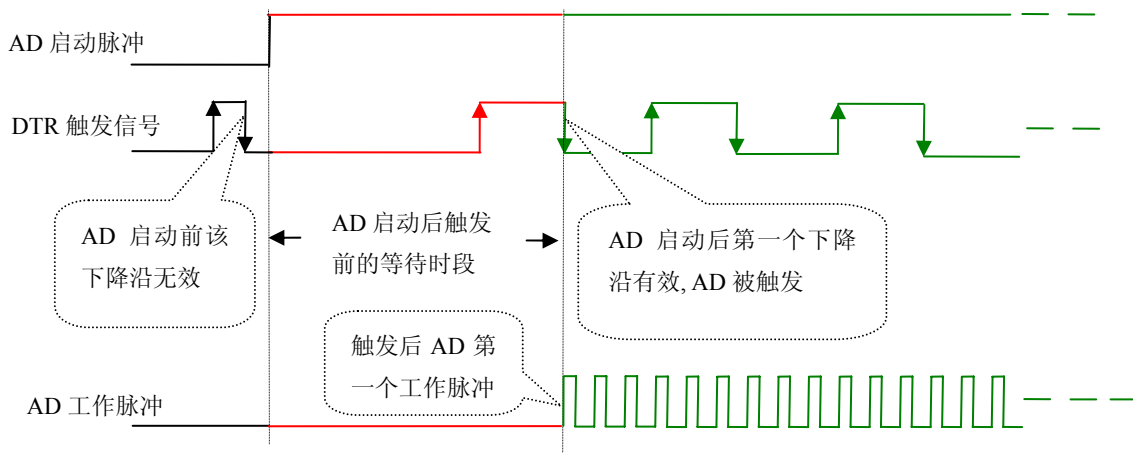 AD 启动脉冲
DTR 触发信号
AD 启动前该
下降沿无效
AD 启动后触发
前的等待时段
AD 启动后第一个下降
沿有效, AD 被触发
触发后 AD 第
一个工作脉冲
AD 工作脉冲